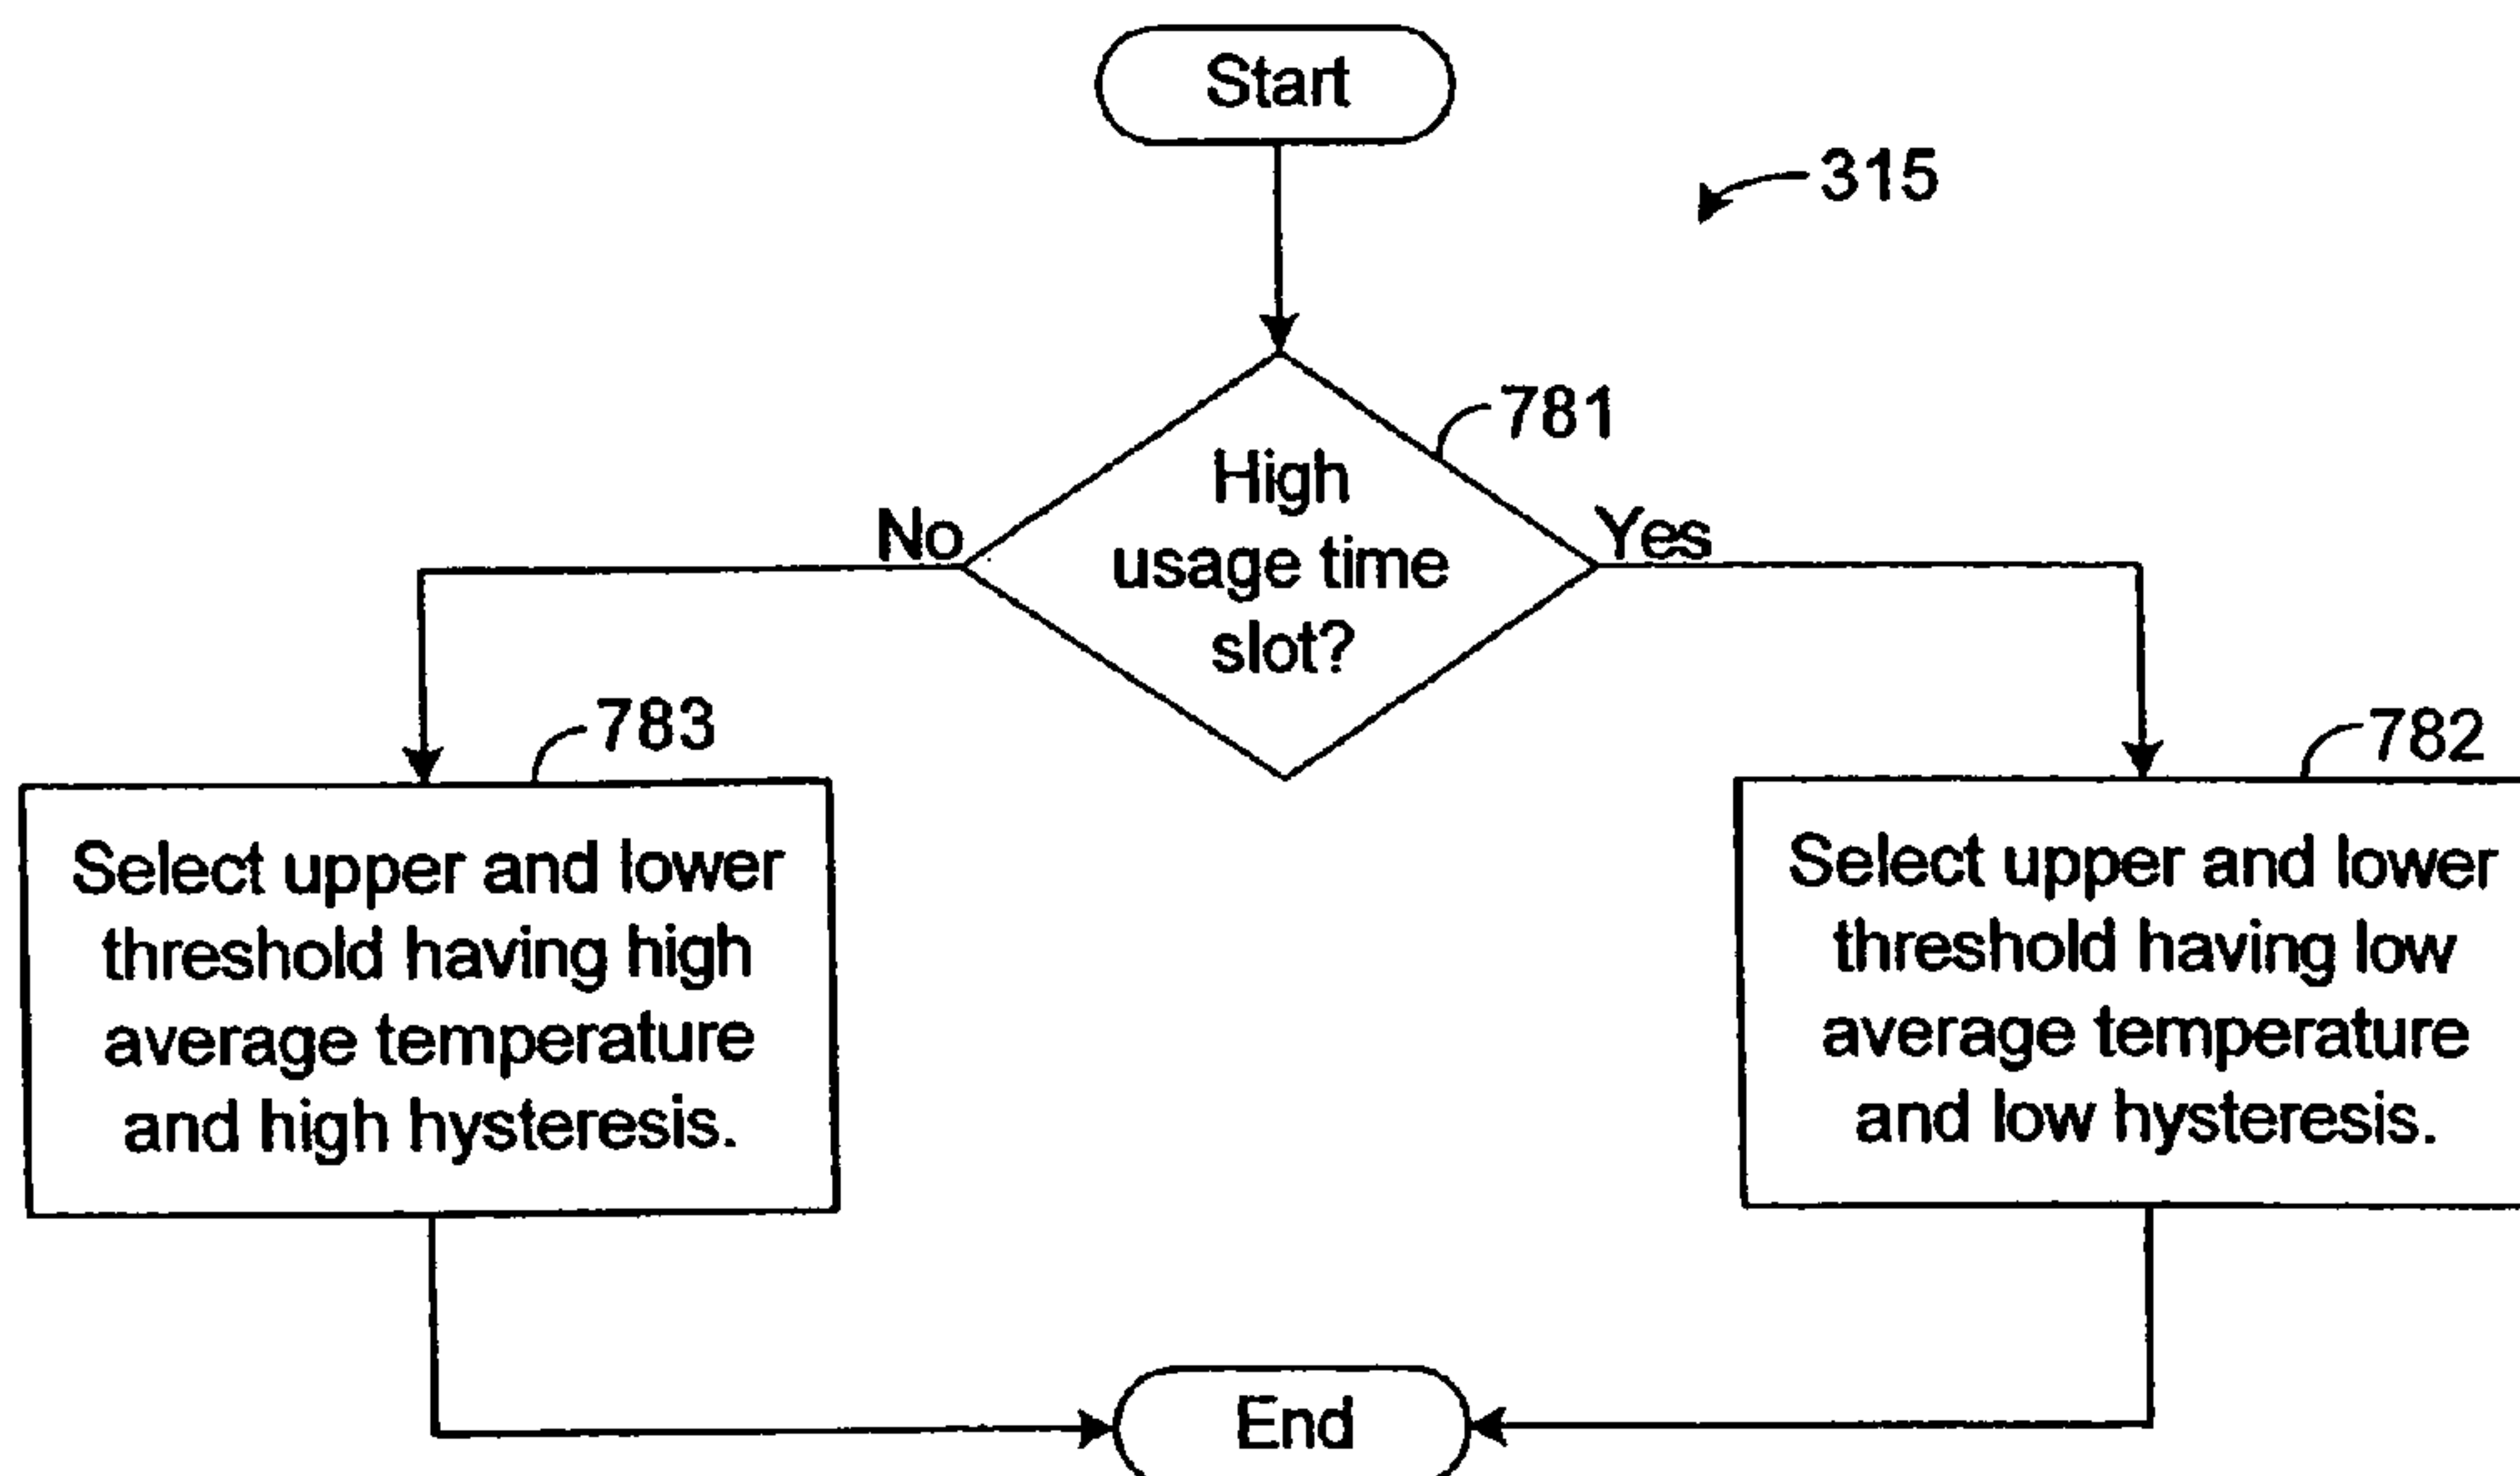 Start
315
781
High
usage time
slot?
No
Yes
783
Select upper and lower
threshold having high
average temperature
and high hysteresis.
782
Select upper and lower
threshold having low
average temperature
and low hysteresis.
End